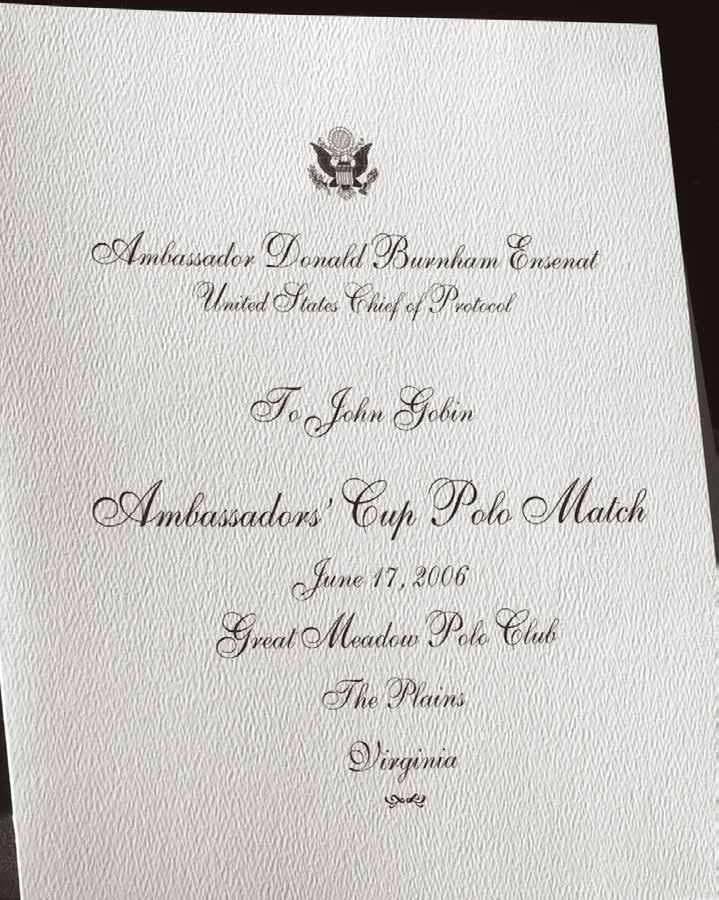 Ambassador Donald Burnham Ensenat
United States Chief of Protocol
To John Gobin
Ambassadors' Cup Polo Match
June 17, 2006
Great Meadow Polo Club
The Plains
Virginia